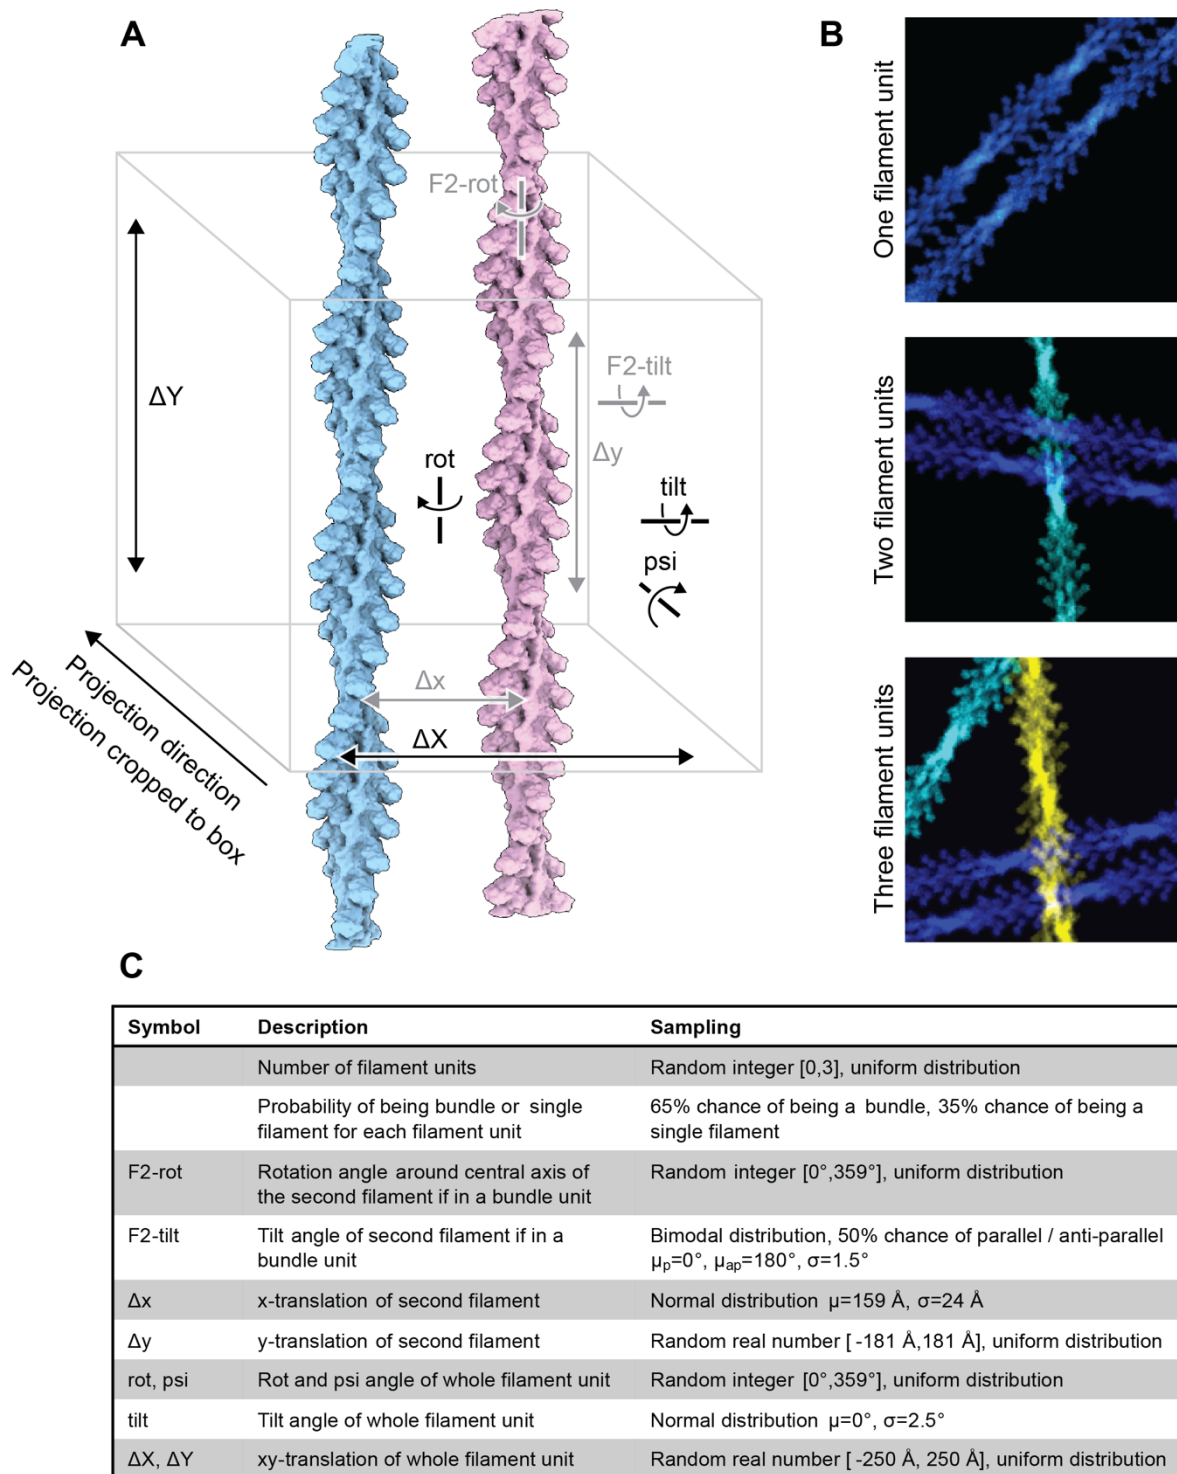 A
B
F2-rot
ΔY
F2-tilt
Δy
rot
tilt
psi
Δx
ΔX
Projection direction
Projection cropped to box
One filament unit
Two filament units
Three filament units
C
Symbol Description Sampling
Number of filament units Random integer [0,3], uniform distribution
Probability of being bundle or single 65% chance of being a bundle, 35% chance of being a
filament for each filament unit single filament
F2-rot Rotation angle around central axis of Random integer [0°,359°], uniform distribution
the second filament if in a bundle unit
F2-tilt Tilt angle of second filament if in a Bimodal distribution, 50% chance of parallel / anti-parallel
bundle unit μp=0°, μap=180°, σ=1.5°
Δx x-translation of second filament Normal distribution μ=159 Å, σ=24 Å
Δy y-translation of second filament Random real number [ -181 Å,181 Å], uniform distribution
rot, psi Rot and psi angle of whole filament unit Random integer [0°,359°], uniform distribution
tilt Tilt angle of whole filament unit Normal distribution μ=0°, σ=2.5°
ΔX, ΔY xy-translation of whole filament unit Random real number [ -250 Å, 250 Å], uniform distribution